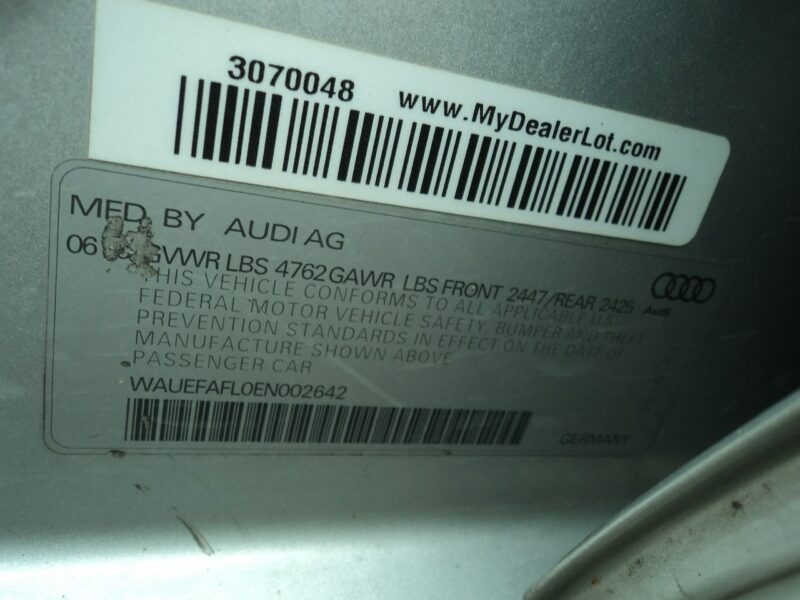 3070048 www.MyDealerLot.com
MFD. BY AUDI AG
06 GVWR LBS 4762 GAWR LBS FRONT 2447/REAR 2425
Audi
THIS VEHICLE CONFORMS TO ALL APPLICABLE U.S.
FEDERAL MOTOR VEHICLE SAFETY, BUMPER AND THEFT
PREVENTION STANDARDS IN EFFECT ON THE DATE OF
MANUFACTURE SHOWN ABOVE
PASSENGER CAR
WAUEFAFL0EN002642
GERMANY